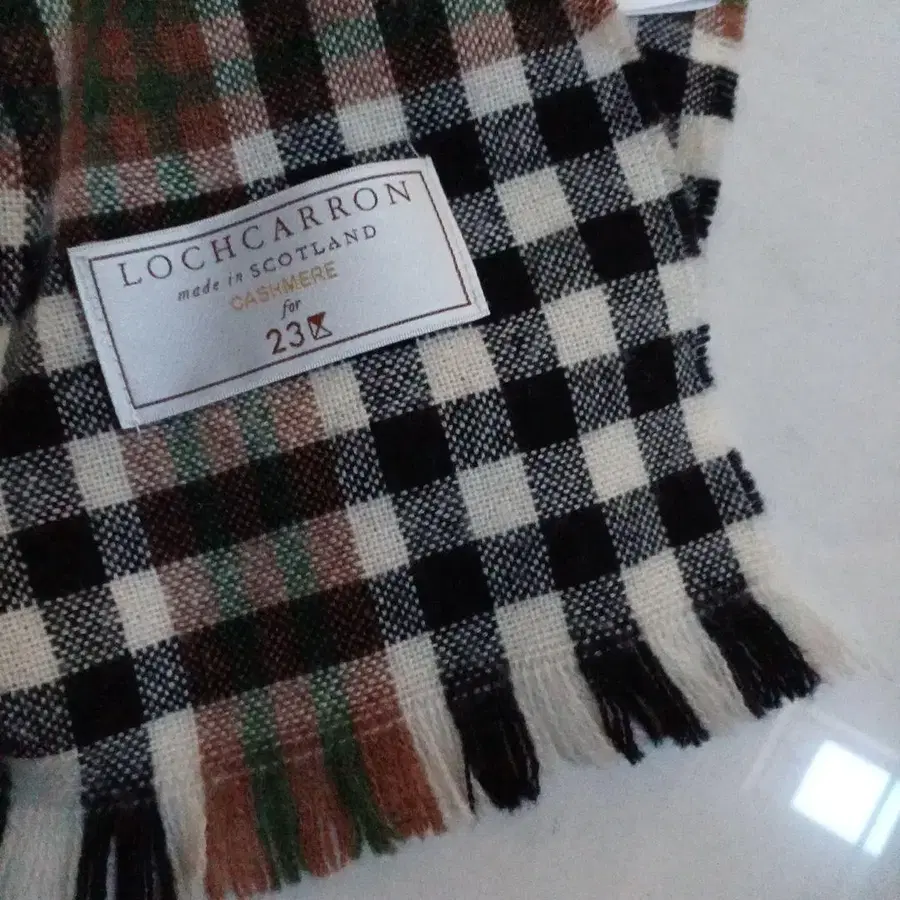 LOCHCARRON
made in SCOTLAND
CASHMERE
for
23